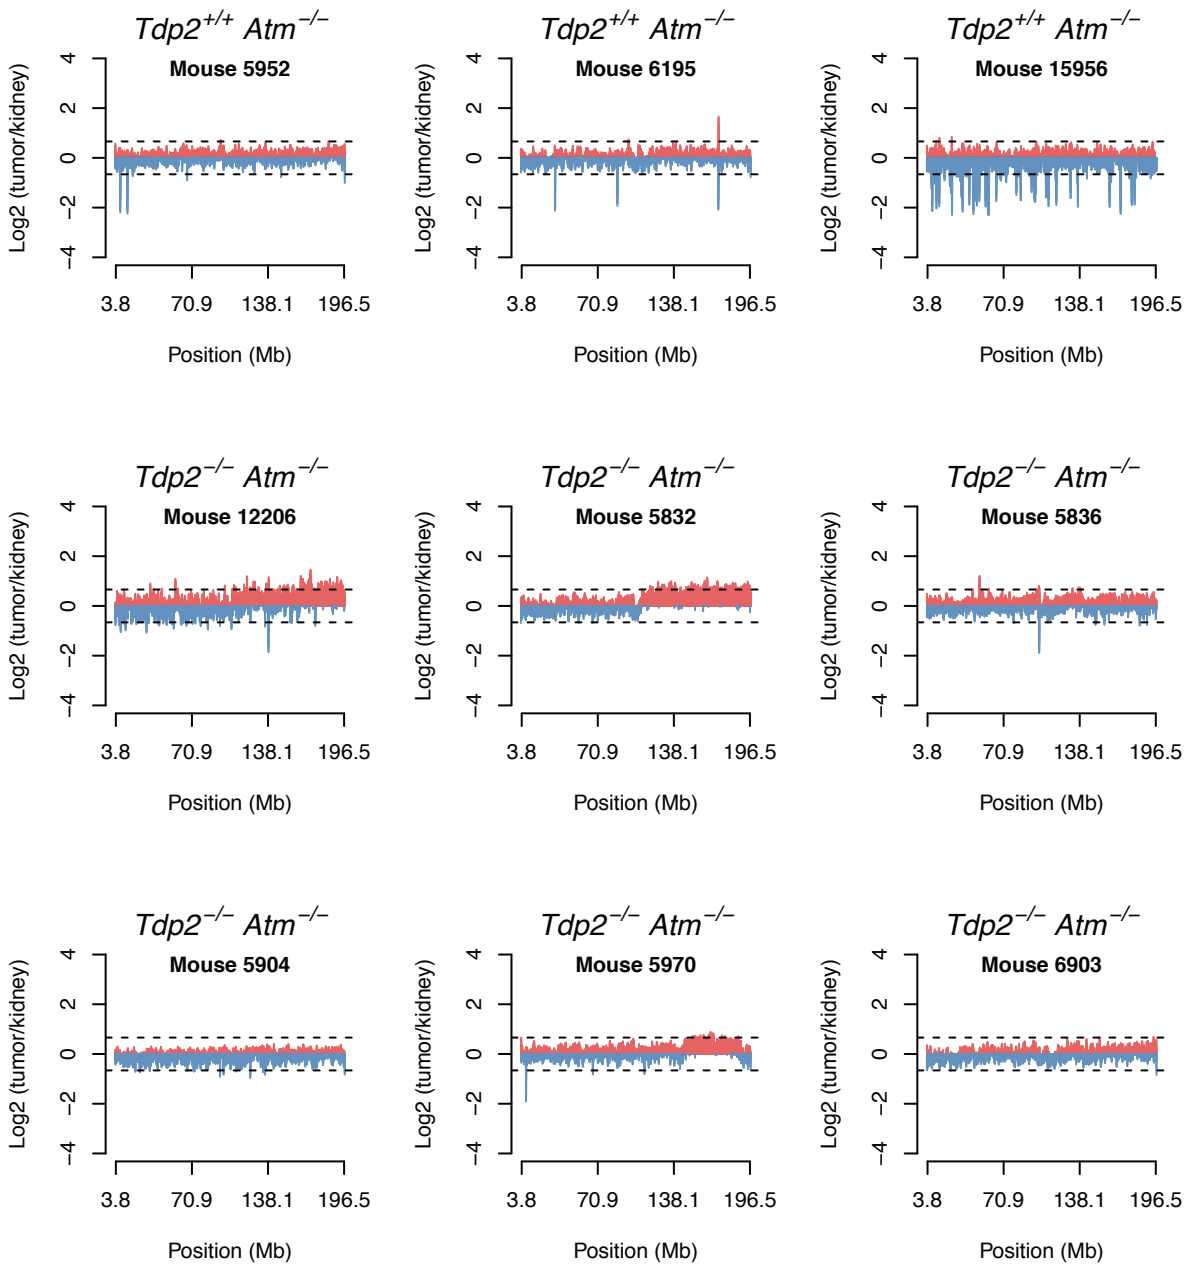 Tdp2+/+ Atm−/− Tdp2+/+ Atm−/− Tdp2+/+ Atm−/−
Mouse 5952 Mouse 6195 Mouse 15956
Log2 (tumor/kidney) Log2 (tumor/kidney) Log2 (tumor/kidney)
4 4 4
2 2 2
0 0 0
−2 −2 −2
−4 −4 −4
3.8 70.9 138.1 196.5 3.8 70.9 138.1 196.5 3.8 70.9 138.1 196.5
Position (Mb) Position (Mb) Position (Mb)
Tdp2−/− Atm−/− Tdp2−/− Atm−/− Tdp2−/− Atm−/−
Mouse 12206 Mouse 5832 Mouse 5836
Log2 (tumor/kidney) Log2 (tumor/kidney) Log2 (tumor/kidney)
4 4 4
2 2 2
0 0 0
−2 −2 −2
−4 −4 −4
3.8 70.9 138.1 196.5 3.8 70.9 138.1 196.5 3.8 70.9 138.1 196.5
Position (Mb) Position (Mb) Position (Mb)
Tdp2−/− Atm−/− Tdp2−/− Atm−/− Tdp2−/− Atm−/−
Mouse 5904 Mouse 5970 Mouse 6903
Log2 (tumor/kidney) Log2 (tumor/kidney) Log2 (tumor/kidney)
4 4 4
2 2 2
0 0 0
−2 −2 −2
−4 −4 −4
3.8 70.9 138.1 196.5 3.8 70.9 138.1 196.5 3.8 70.9 138.1 196.5
Position (Mb) Position (Mb) Position (Mb)